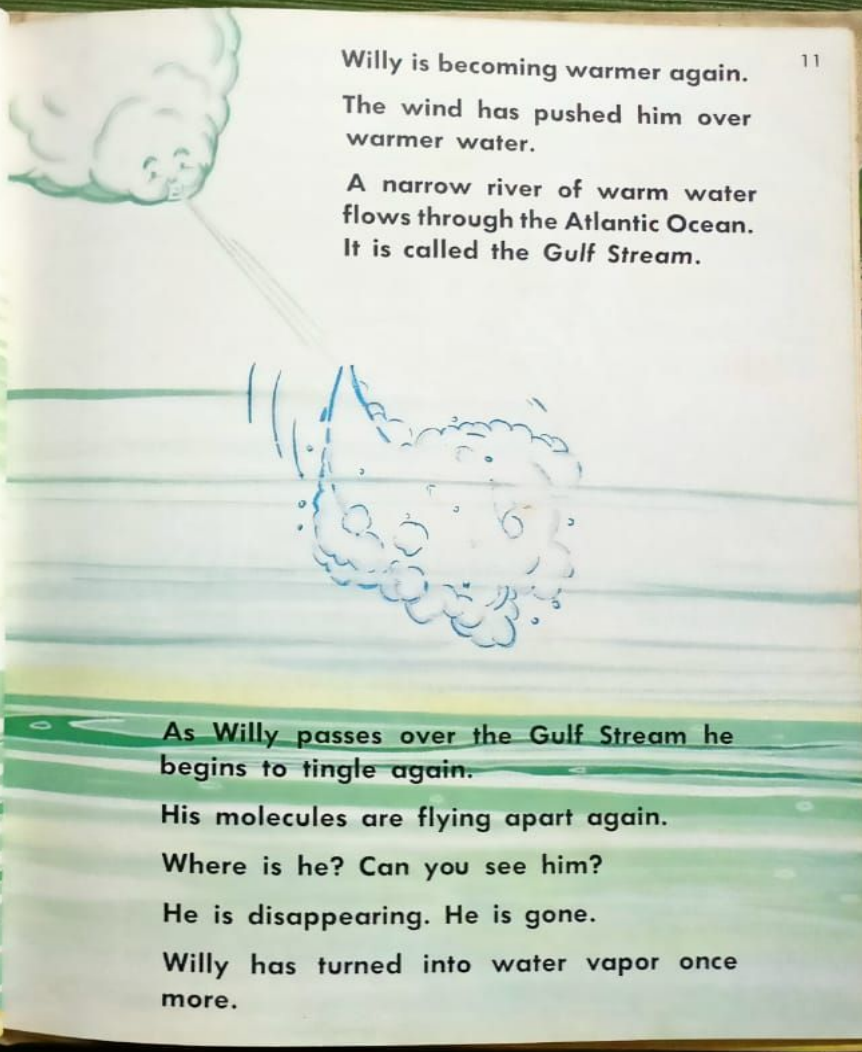 11
Willy is becoming warmer again.
The wind has pushed him over
warmer water.
A narrow river of warm water
flows through the Atlantic Ocean.
It is called the Gulf Stream.
As Willy passes over the Gulf Stream he
begins to tingle again.
His molecules are flying apart again.
Where is he? Can you see him?
He is disappearing. He is gone.
Willy has turned into water vapor once
more.